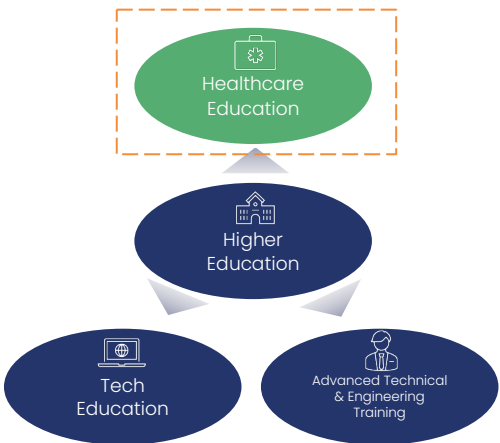 Healthcare
Education
Higher
Education
Tech
Education
Advanced Technical
& Engineering
Training